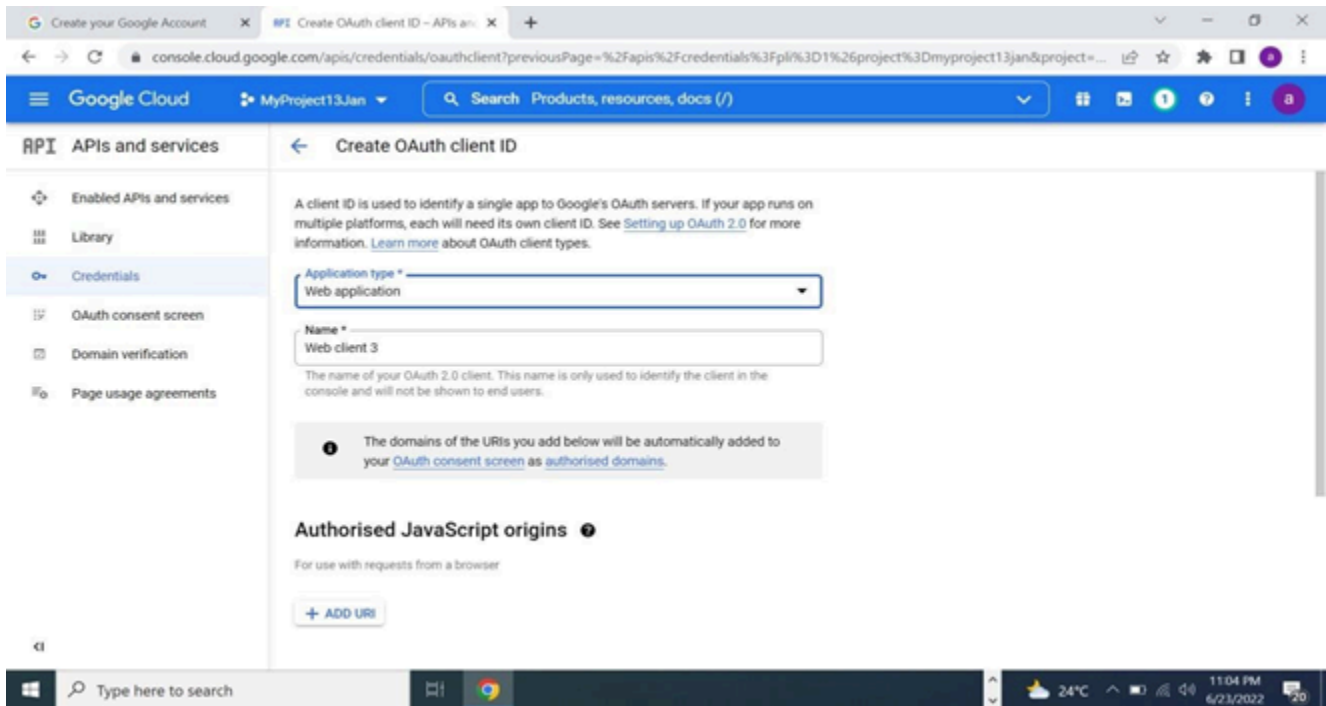 Create your Google Account
API Create OAuth client ID – APIs anc
console.cloud.google.com/apis/credentials/oauthclient?previousPage=%2Fapis%2Fcredentials%3Fpli%3D1%26project%3Dmyproject13jan&project=...
Google Cloud
MyProject13Jan
Search Products, resources, docs (/)
1
a
API APIs and services
Create OAuth client ID
Enabled APIs and services
Library
Credentials
OAuth consent screen
Domain verification
Page usage agreements
A client ID is used to identify a single app to Google's OAuth servers. If your app runs on
multiple platforms, each will need its own client ID. See Setting up OAuth 2.0 for more
information. Learn more about OAuth client types.
Application type *
Web application
Name *
Web client 3
The name of your OAuth 2.0 client. This name is only used to identify the client in the
console and will not be shown to end users.
The domains of the URIs you add below will be automatically added to
your OAuth consent screen as authorised domains.
Authorised JavaScript origins
For use with requests from a browser
+ ADD URI
Type here to search
24°C
11:04 PM
6/23/2022
20